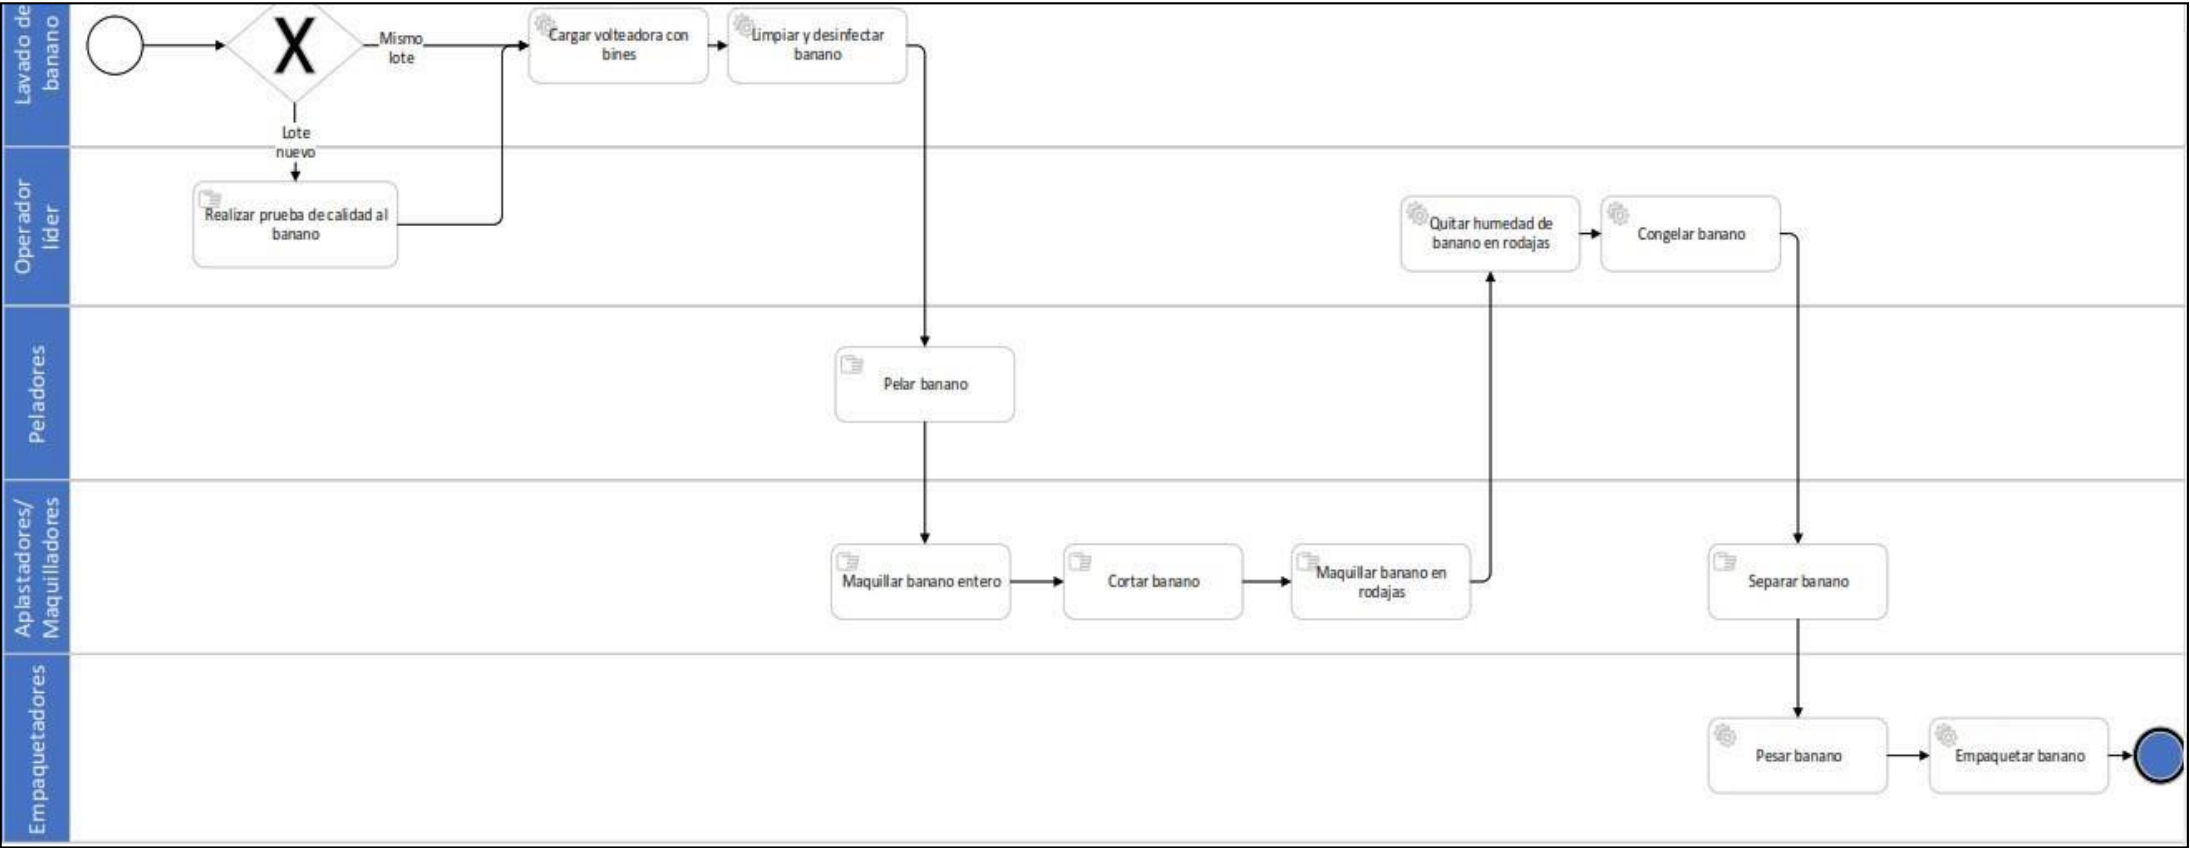 Lavado de
banano
X
Mismo
lote
Cargar volteadora con
bines
Limpiar y desinfectar
banano
Lote
nuevo
Operador
líder
Realizar prueba de calidad al
banano
Quitar humedad de
banano en rodajas
Congelar banano
Peladores
Pelar banano
Aplastadores/
Maquilladores
Maquillar banano entero
Cortar banano
Maquillar banano en
rodajas
Separar banano
Empaquetadores
Pesar banano
Empaquetar banano